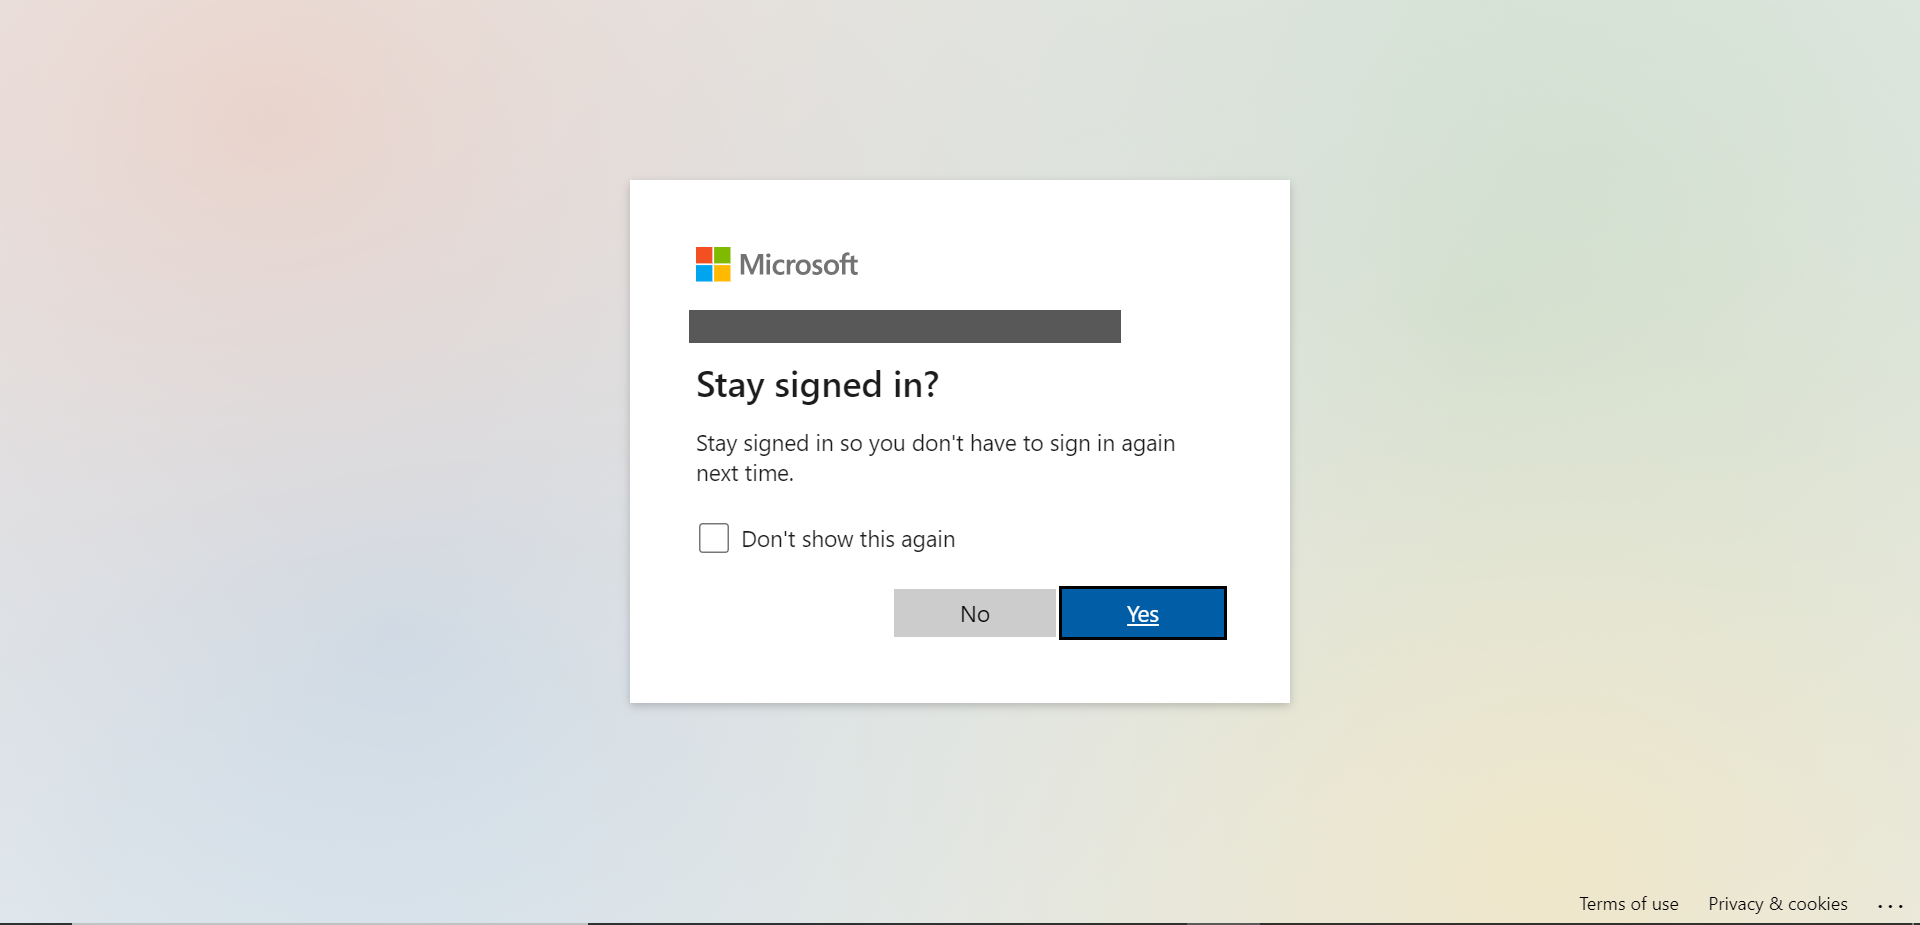 Microsoft
Stay signed in?
Stay signed in so you don't have to sign in again
next time.
Don't show this again
No
Yes
Terms of use
Privacy & cookies
...